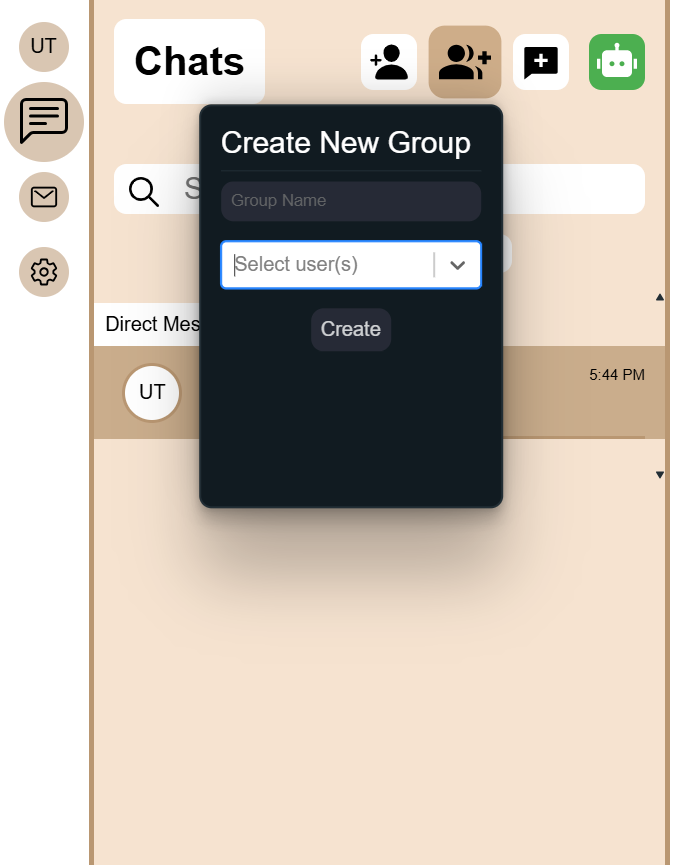 UT
Chats
Create New Group
Group Name
Select user(s)
Create
Direct Mes
UT
5:44 PM